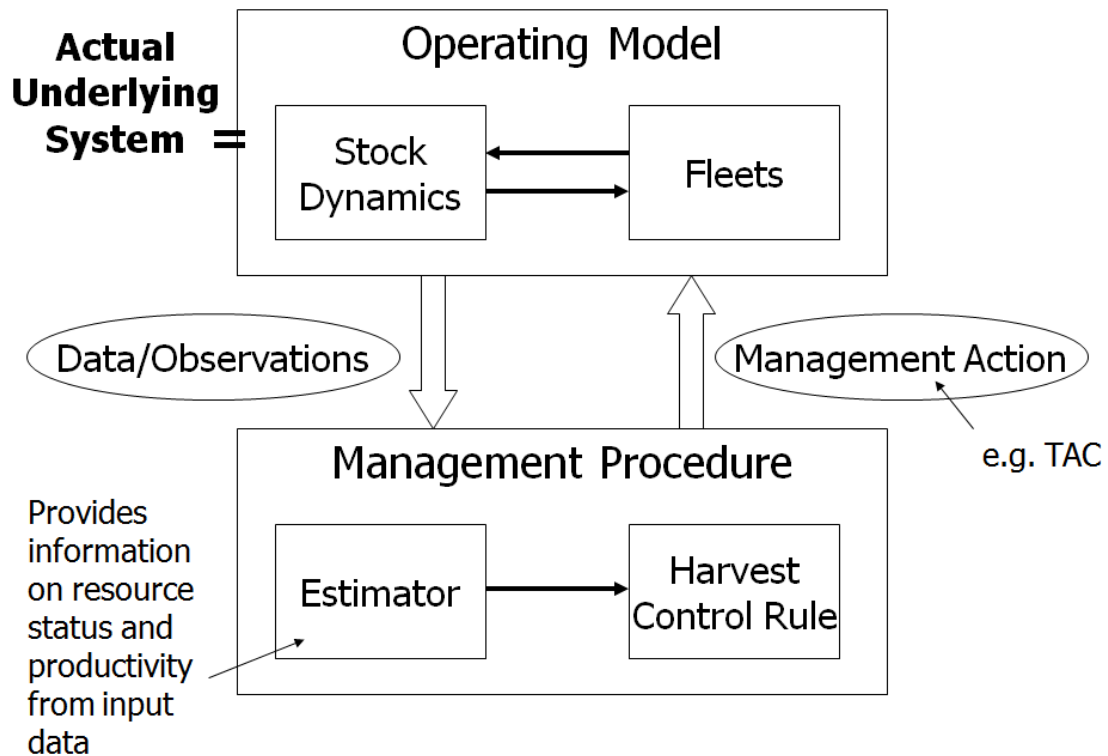 Actual
Underlying
System =
Operating Model
Stock
Dynamics
Fleets
Data/Observations
Management Action
e.g. TAC
Management Procedure
Provides
information
on resource
status and
productivity
from input
data
Estimator
Harvest
Control Rule